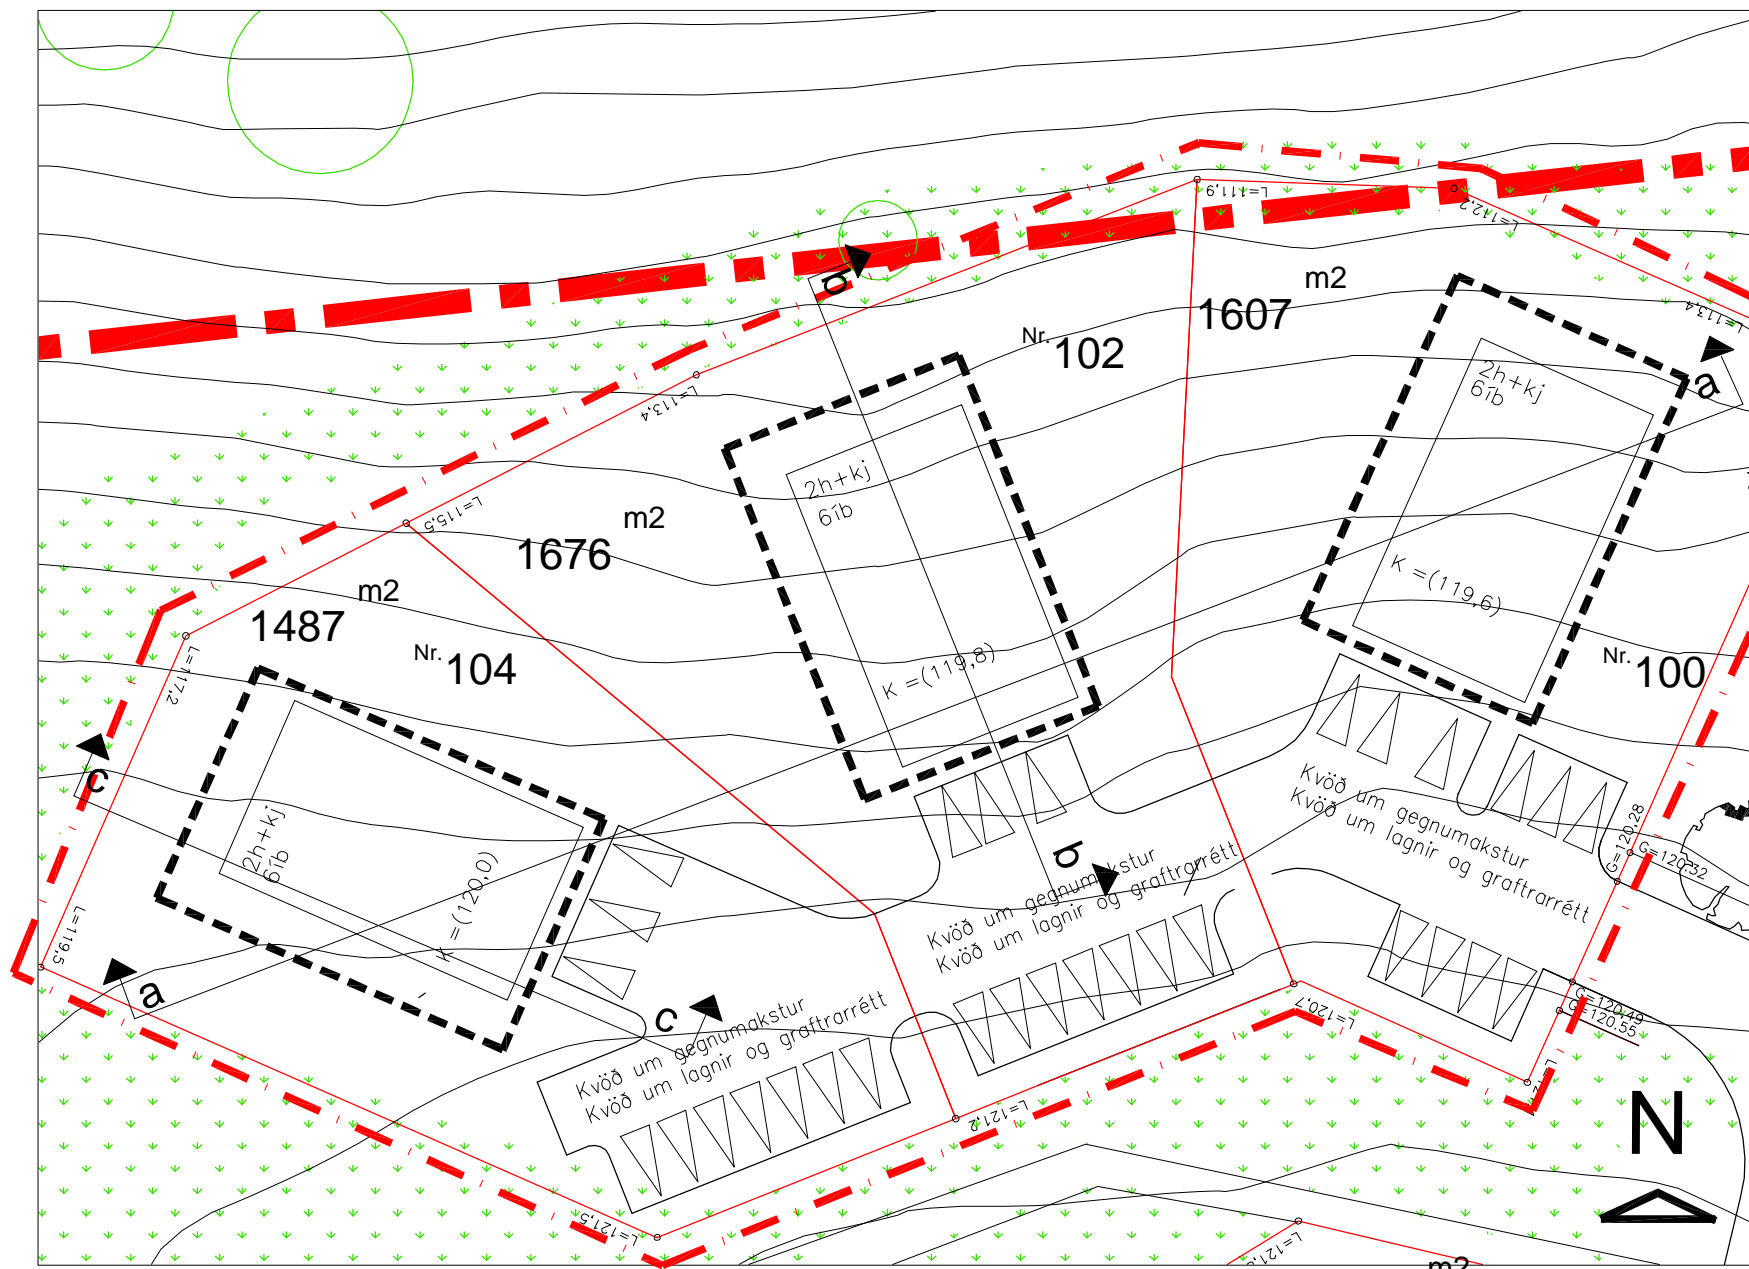 L=111,9
L=112,2
L=113,4
b
m2
1607
Nr. 102
2h+kj
6íb
a
L=113,4
2h+kj
6íb
L=115,5
m2
1676
K =(119,6)
m2
1487
Nr. 104
K =(119,8)
Nr. 100
L=117,2
c
2h+kj
6íb
K =(120,0)
Kvöð um gegnumakstur
Kvöð um lagnir og graftrarrétt
G=120,28
G=120,32
b
Kvöð um gegnumakstur
Kvöð um lagnir og graftrarrétt
L=119,5
a
c
Kvöð um gegnumakstur
Kvöð um lagnir og graftrarrétt
L=120,7
G=120,49
G=120,55
L=121,2
N
L=121,5
m2